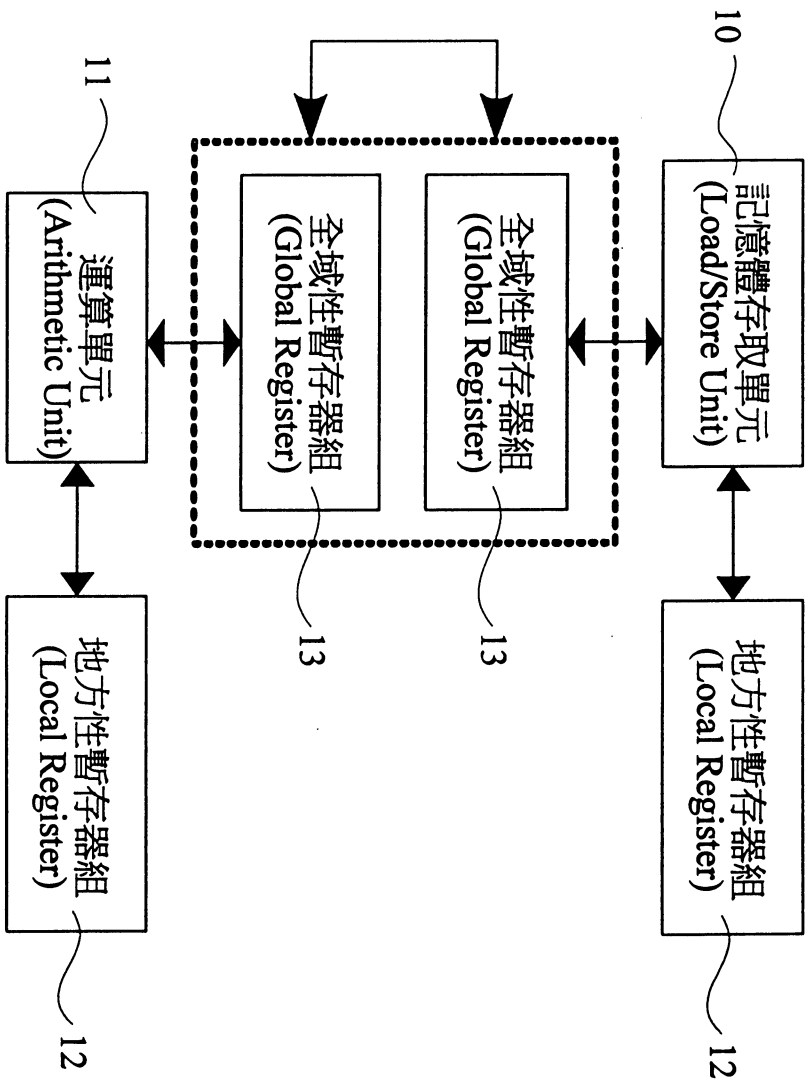 10
記憶體存取單元
(Load/Store Unit)
地方性暫存器組
(Local Register)
12
全域性暫存器組
(Global Register)
13
全域性暫存器組
(Global Register)
13
11
運算單元
(Arithmetic Unit)
地方性暫存器組
(Local Register)
12